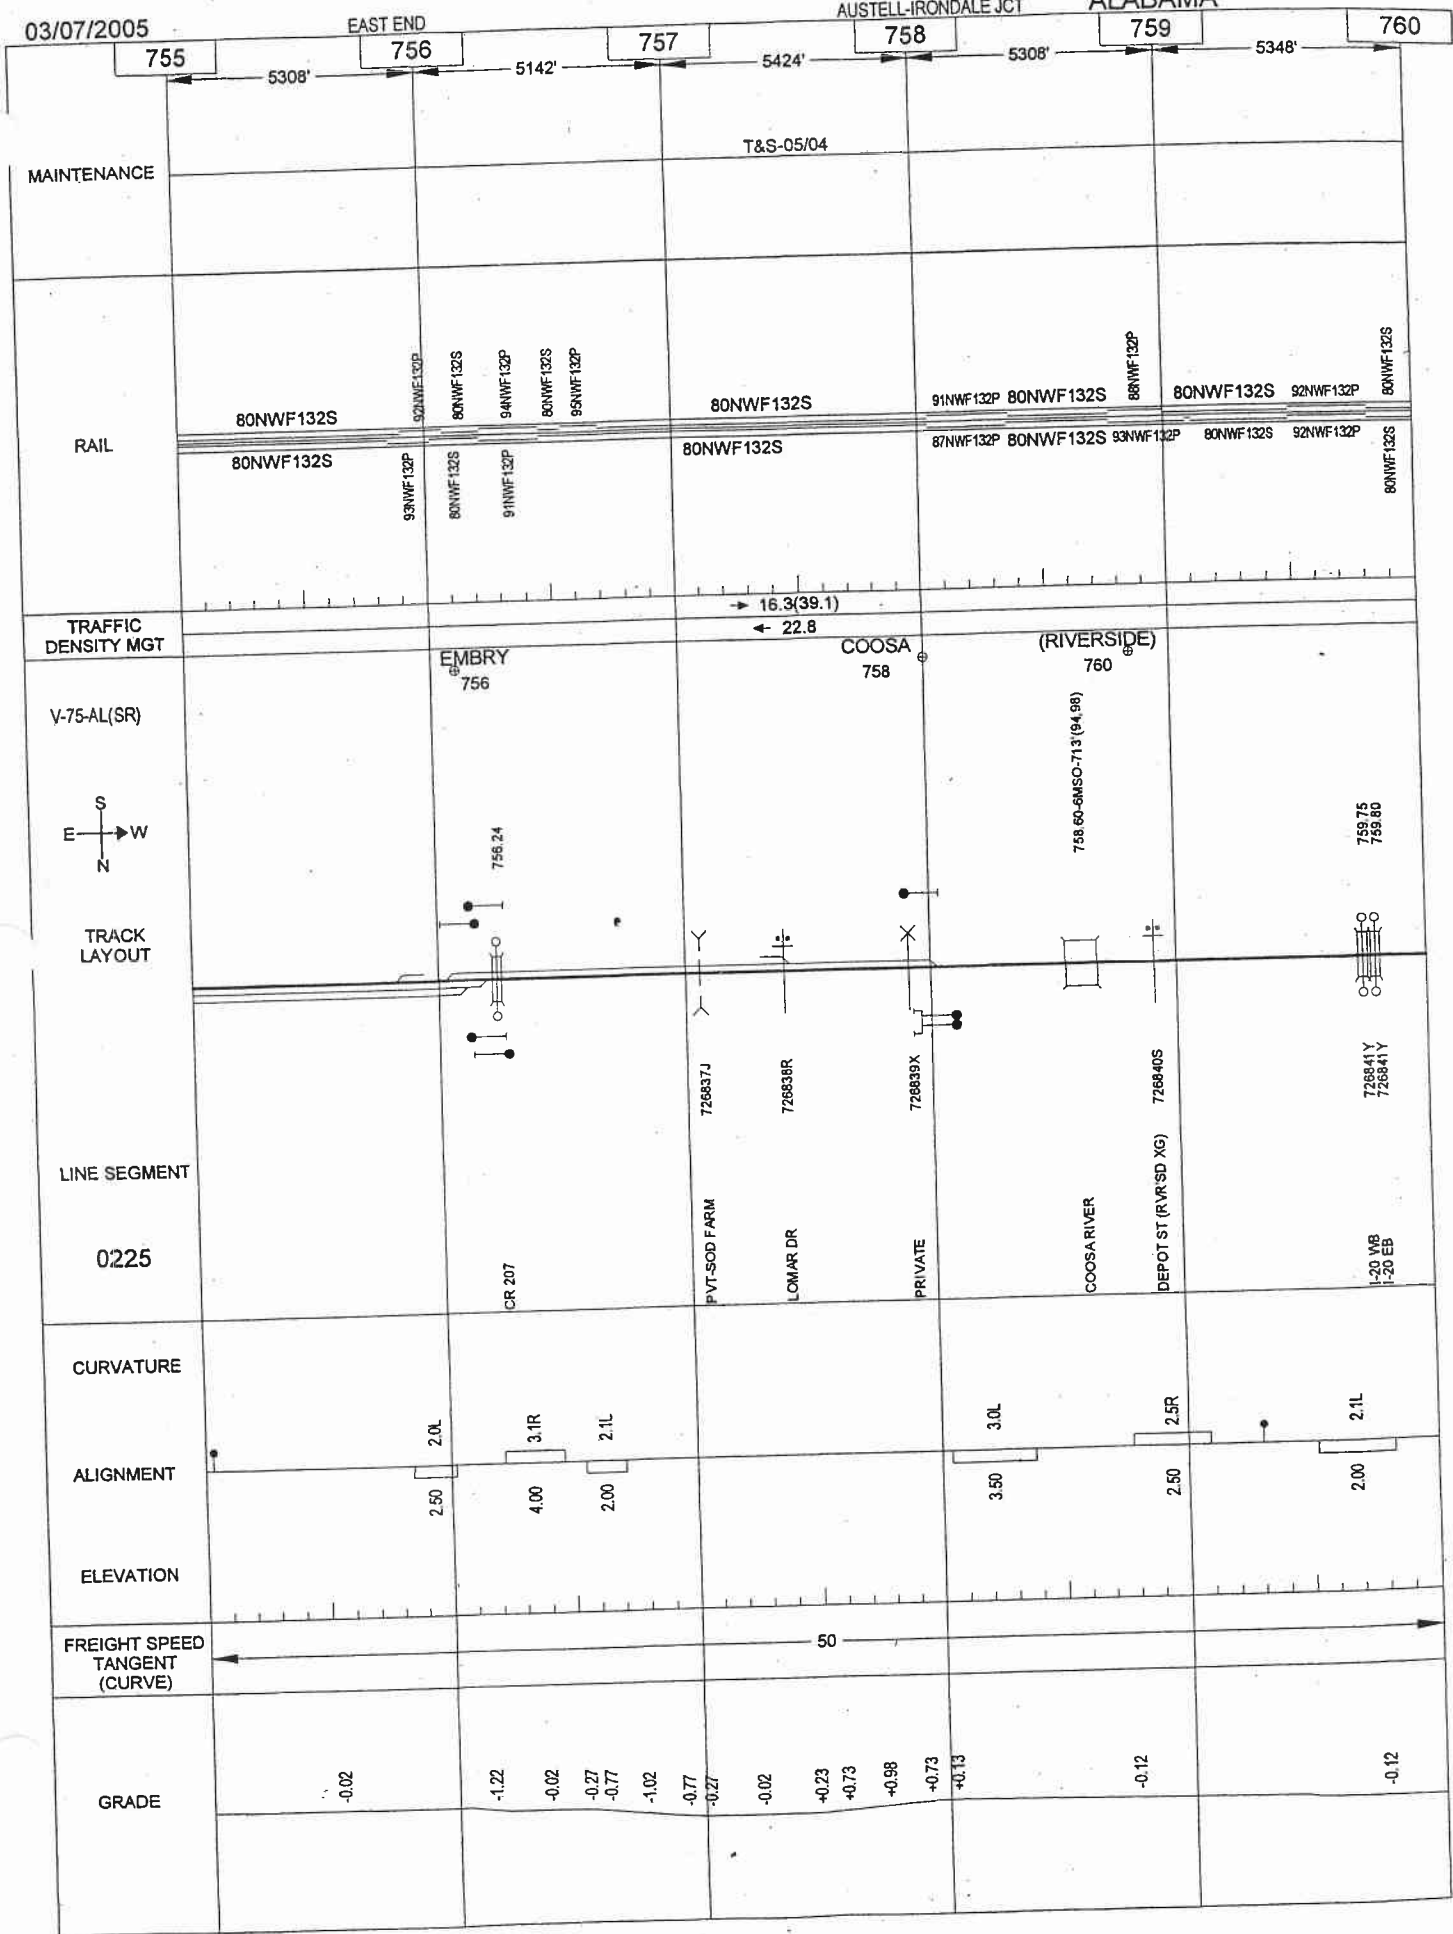 03/07/2005
EAST END
AUSTELL-IRONDALE JCT
ALABAMA
755
756
757
758
759
760
5308'
5142'
5424'
5308'
5348'
MAINTENANCE
T&S-05/04
RAIL
80NWF132S
92NWF132P
80NWF132S
94NWF132P
80NWF132S
95NWF132P
80NWF132S
91NWF132P
80NWF132S
88NWF132P
80NWF132S
92NWF132P
80NWF132S
80NWF132S
93NWF132P
80NWF132S
91NWF132P
80NWF132S
87NWF132P
80NWF132S
93NWF132P
80NWF132S
92NWF132P
80NWF132S
TRAFFIC
DENSITY MGT
16.3(39.1)
22.8
V-75-AL(SR)
EMBRY
756
COOSA
758
(RIVERSIDE)
760
S
E
W
N
756.24
758.60-6MSO-713'(94,98)
759.75
759.80
TRACK
LAYOUT
726837J
726838R
726839X
726840S
726841Y
726841Y
LINE SEGMENT
0225
CR 207
PVT-SOD FARM
LOMAR DR
PRIVATE
COOSA RIVER
DEPOT ST (RVR'SD XG)
I-20 WB
I-20 EB
CURVATURE
2.0L
3.1R
2.1L
3.0L
2.5R
2.1L
ALIGNMENT
2.50
4.00
2.00
3.50
2.50
2.00
ELEVATION
FREIGHT SPEED
TANGENT
(CURVE)
50
GRADE
-0.02
-1.22
-0.02
-0.27
-0.77
-1.02
-0.77
-0.27
-0.02
+0.23
+0.73
+0.98
+0.73
+0.13
-0.12
-0.12